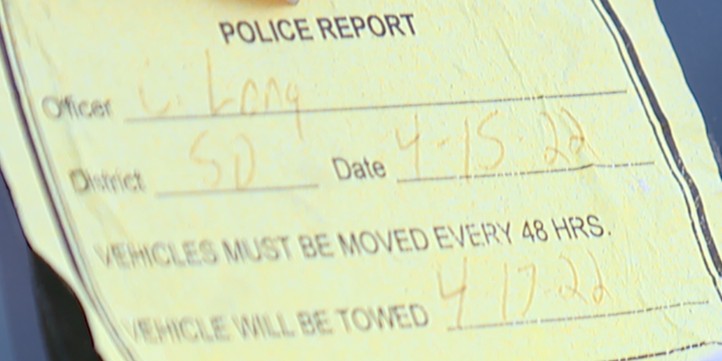 POLICE REPORT
Officer C. Long
District SD Date 4-15-22
VEHICLES MUST BE MOVED EVERY 48 HRS.
VEHICLE WILL BE TOWED 4 17-22